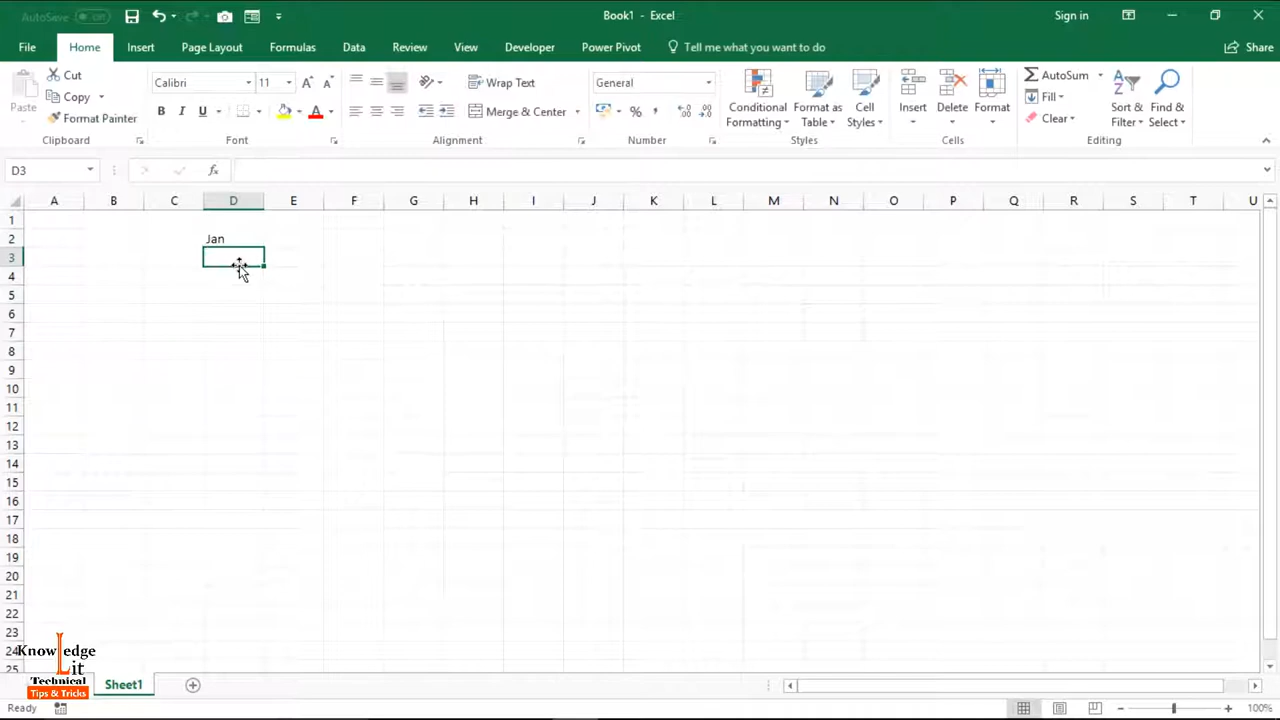 AutoSave Off
Book1 - Excel
Sign in
File Home Insert Page Layout Formulas Data Review View Developer Power Pivot Tell me what you want to do Share
Paste
Cut
Copy
Format Painter
Clipboard
Calibri 11
B I U
Font
Wrap Text
Merge & Center
Alignment
General
%
Number
Conditional Formatting
Format as Table
Cell Styles
Styles
Insert Delete Format
Cells
AutoSum
Fill
Clear
Sort & Filter
Find & Select
Editing
D3 fx
A B C D E F G H I J K L M N O P Q R S T U
1
2 Jan
3
4
5
6
7
8
9
10
11
12
13
14
15
16
17
18
19
20
21
22
23
24
25
Knowledge
Lit
Technical
Tips & Tricks
Sheet1
Ready
100%